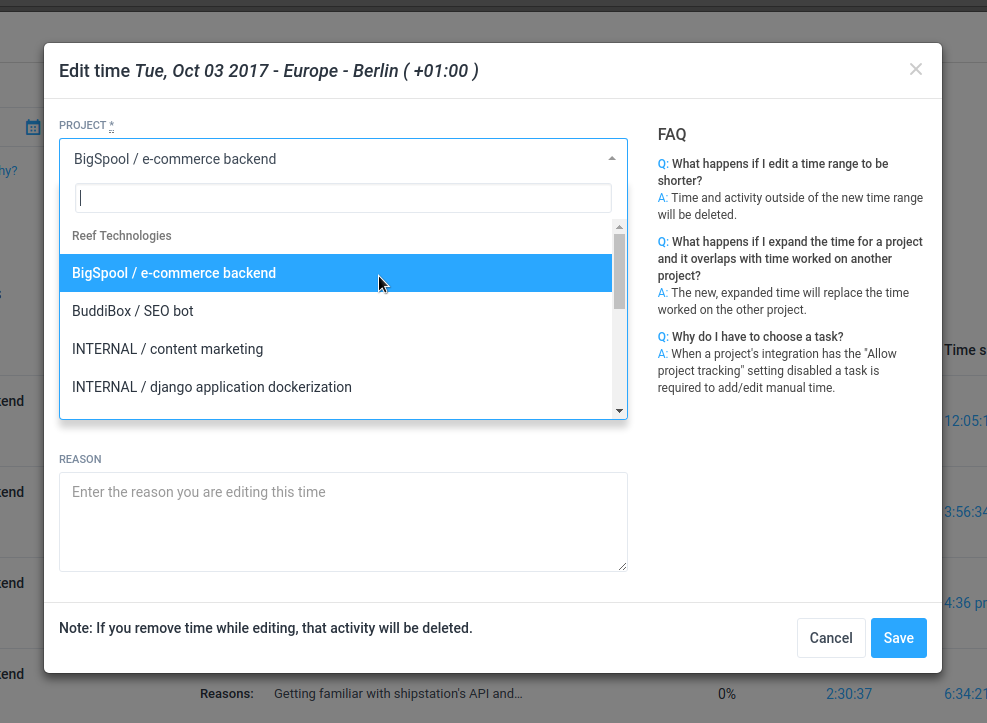 Edit time Tue, Oct 03 2017 - Europe - Berlin ( +01:00 )
PROJECT *
BigSpool / e-commerce backend
Reef Technologies
BigSpool / e-commerce backend
BuddiBox / SEO bot
INTERNAL / content marketing
INTERNAL / django application dockerization
REASON
Enter the reason you are editing this time
FAQ
Q: What happens if I edit a time range to be
shorter?
A: Time and activity outside of the new time range
will be deleted.
Q: What happens if I expand the time for a project
and it overlaps with time worked on another
project?
A: The new, expanded time will replace the time
worked on the other project.
Q: Why do I have to choose a task?
A: When a project's integration has the "Allow
project tracking" setting disabled a task is
required to add/edit manual time.
Note: If you remove time while editing, that activity will be deleted.
Cancel
Save
hy?
Time s
kend
12:05:1
kend
3:56:34
kend
4:36 pr
kend
Reasons: Getting familiar with shipstation's API and... 0% 2:30:37 6:34:21